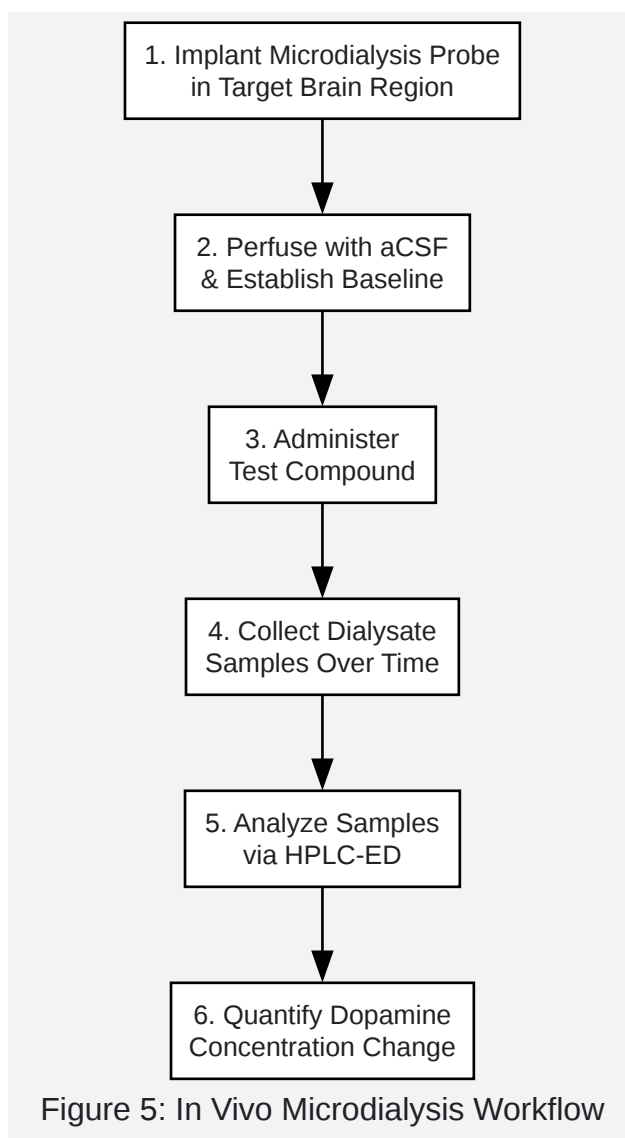 1. Implant Microdialysis Probe
in Target Brain Region
2. Perfuse with aCSF
& Establish Baseline
3. Administer
Test Compound
4. Collect Dialysate
Samples Over Time
5. Analyze Samples
via HPLC-ED
6. Quantify Dopamine
Concentration Change
Figure 5: In Vivo Microdialysis Workflow